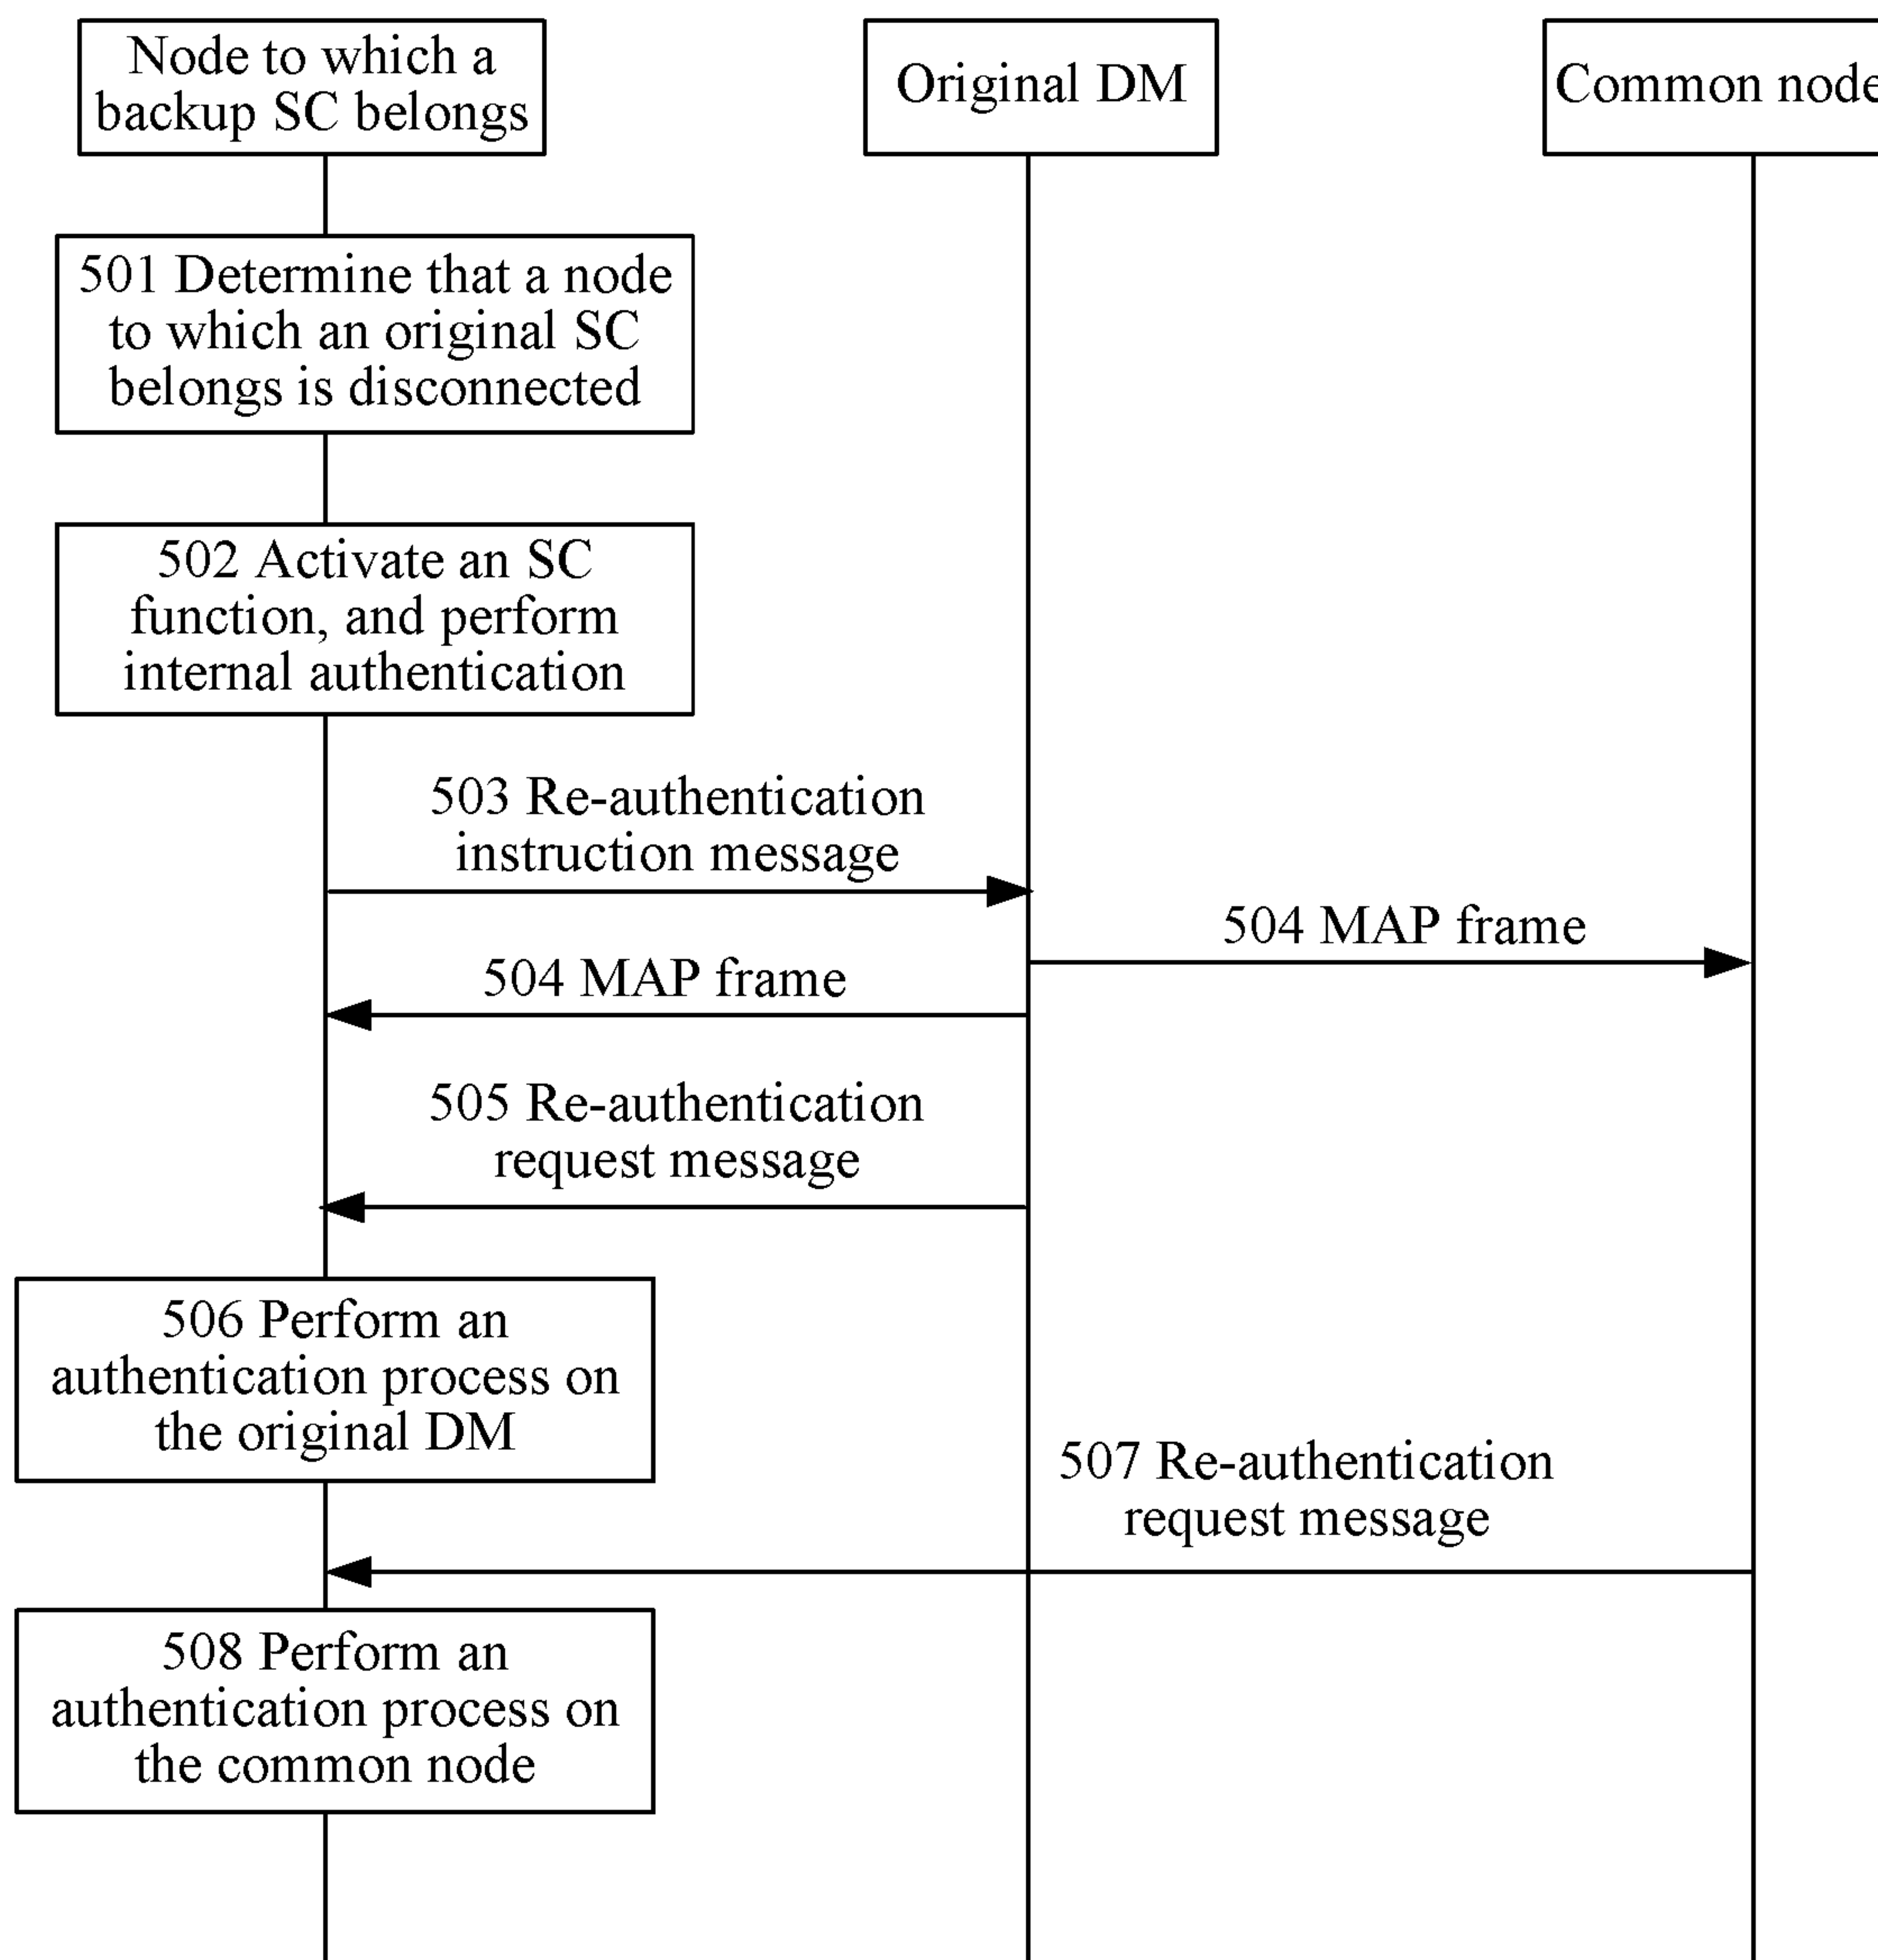 Node to which a
backup SC belongs
Original DM
Common node
501 Determine that a node
to which an original SC
belongs is disconnected
502 Activate an SC
function, and perform
internal authentication
503 Re-authentication
instruction message
504 MAP frame
504 MAP frame
505 Re-authentication
request message
506 Perform an
authentication process on
the original DM
507 Re-authentication
request message
508 Perform an
authentication process on
the common node